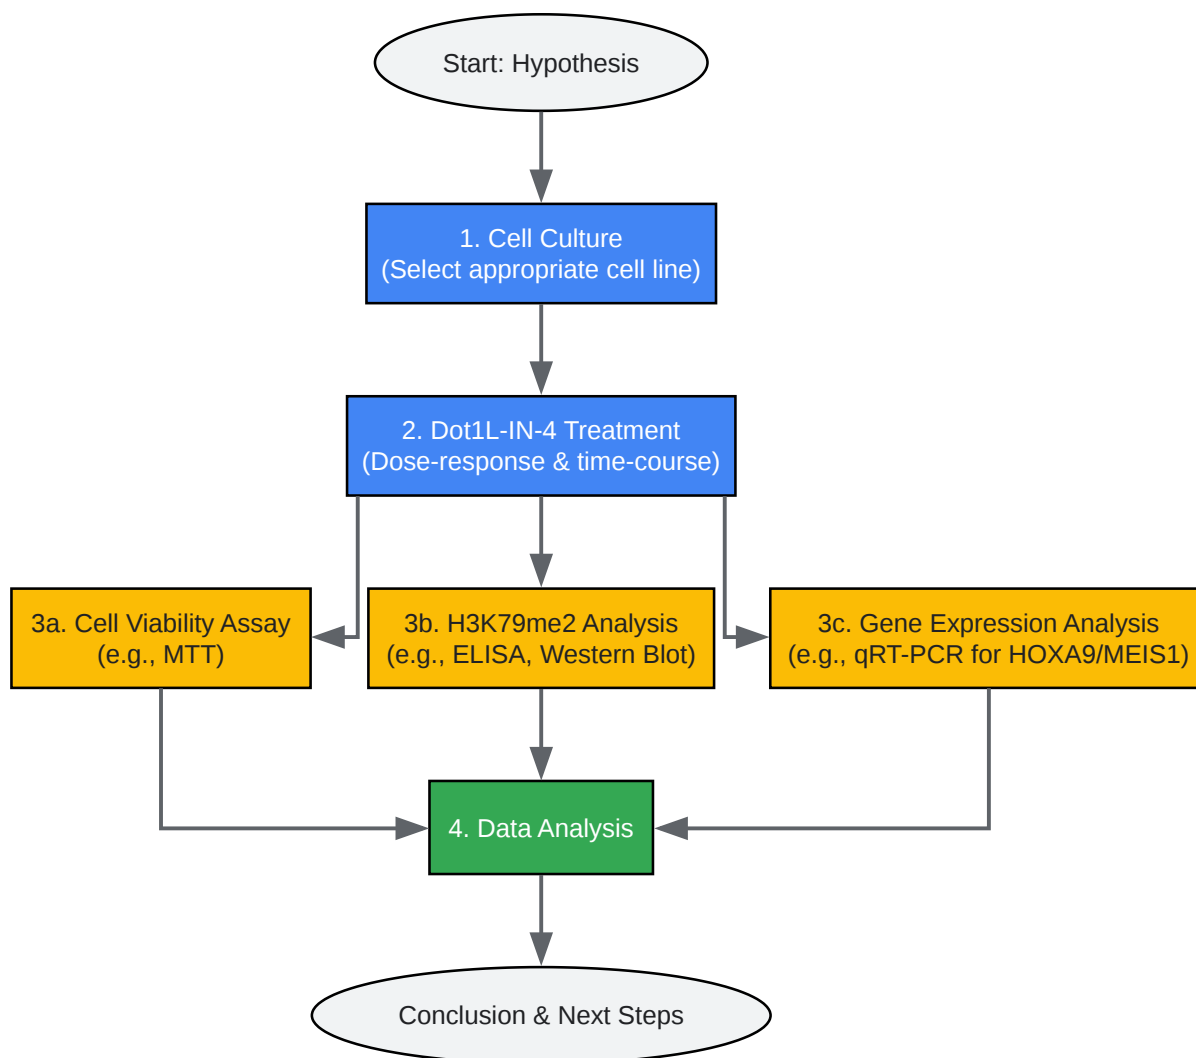 Start: Hypothesis
1. Cell Culture
(Select appropriate cell line)
2. Dot1L-IN-4 Treatment
(Dose-response & time-course)
3a. Cell Viability Assay
(e.g., MTT)
3b. H3K79me2 Analysis
(e.g., ELISA, Western Blot)
3c. Gene Expression Analysis
(e.g., qRT-PCR for HOXA9/MEIS1)
4. Data Analysis
Conclusion & Next Steps